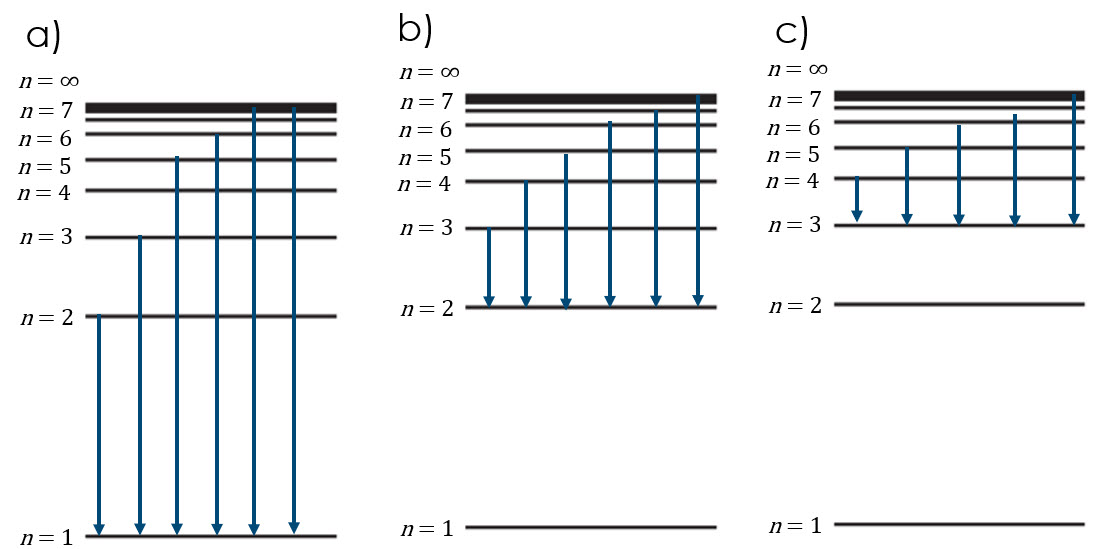 a)
n = ∞
n = 7
n = 6
n = 5
n = 4
n = 3
n = 2
n = 1
b)
n = ∞
n = 7
n = 6
n = 5
n = 4
n = 3
n = 2
n = 1
c)
n = ∞
n = 7
n = 6
n = 5
n = 4
n = 3
n = 2
n = 1